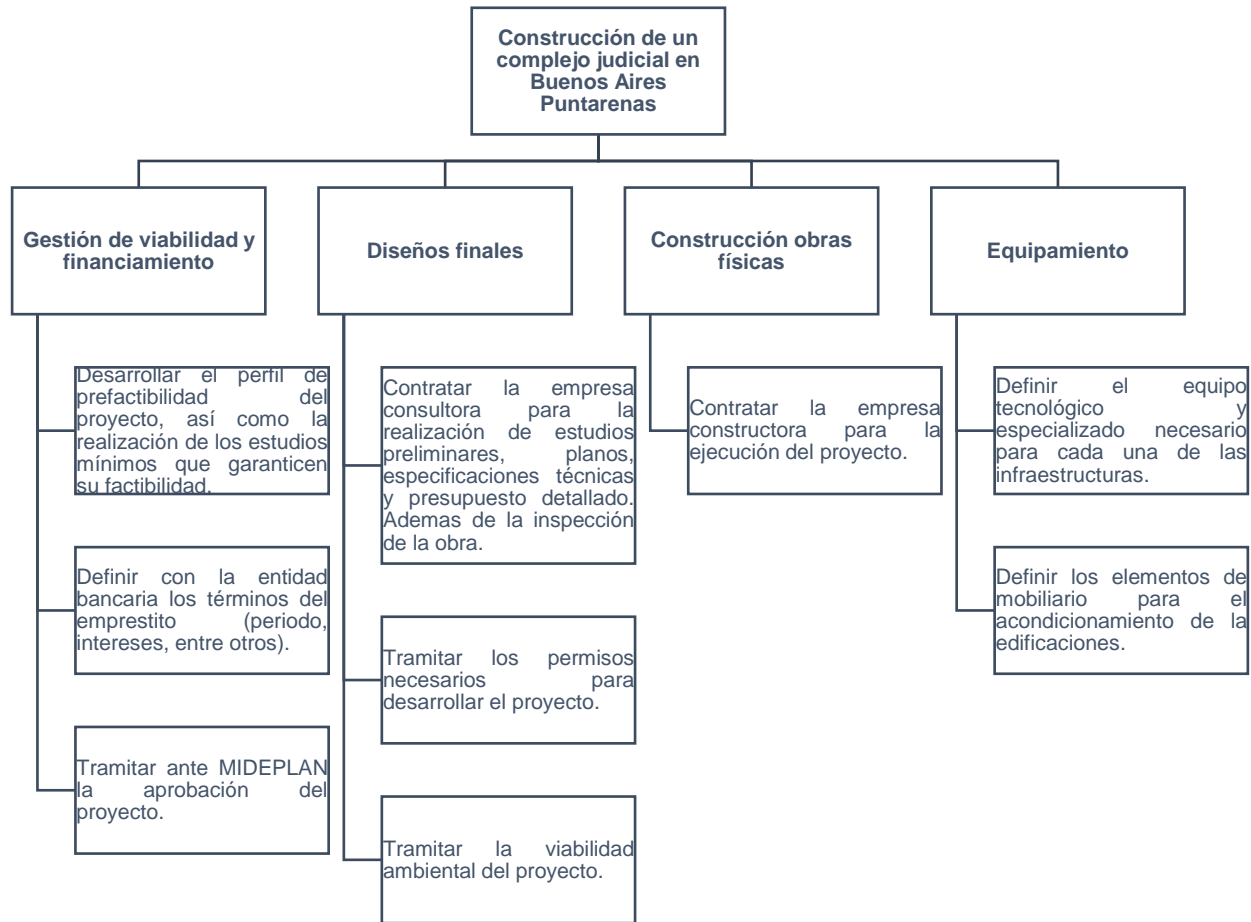 Construcción de un
complejo judicial en
Buenos Aires
Puntarenas
Gestión de viabilidad y
financiamiento
Diseños finales
Construcción obras
físicas
Equipamiento
Desarrollar el perfil de
prefactibilidad del
proyecto, así como la
realización de los estudios
mínimos que garanticen
su factibilidad.
Definir con la entidad
bancaria los términos del
emprestito (periodo,
intereses, entre otros).
Tramitar ante MIDEPLAN
la aprobación del
proyecto.
Contratar la empresa
consultora para la
realización de estudios
preliminares, planos,
especificaciones técnicas
y presupuesto detallado.
Ademas de la inspección
de la obra.
Tramitar los permisos
necesarios para
desarrollar el proyecto.
Tramitar la viabilidad
ambiental del proyecto.
Contratar la empresa
constructora para la
ejecución del proyecto.
Definir el equipo
tecnológico y
especializado necesario
para cada una de las
infraestructuras.
Definir los elementos de
mobiliario para el
acondicionamiento de la
edificaciones.